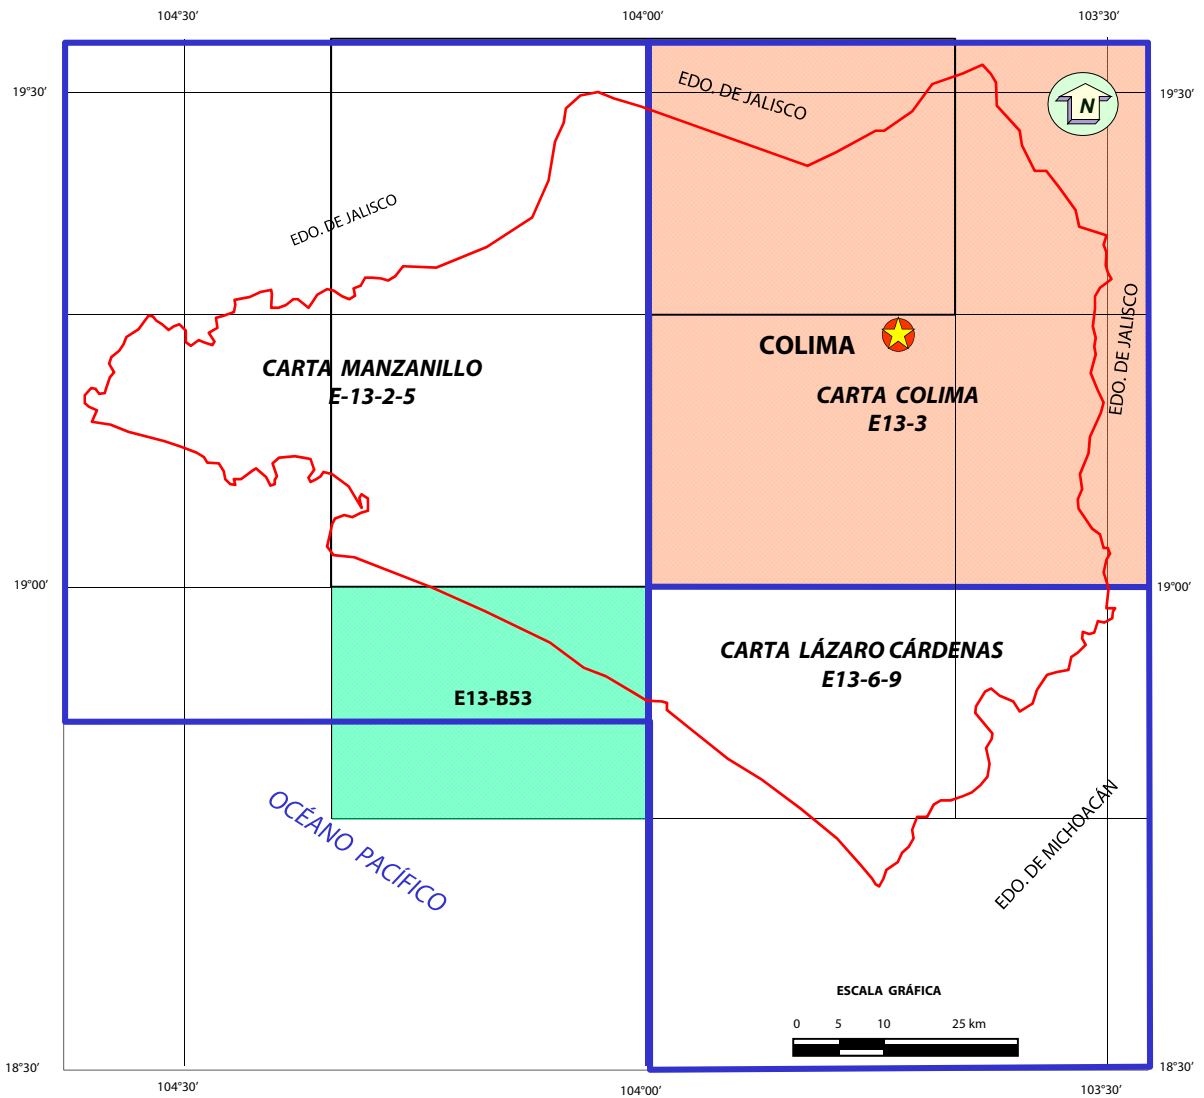 104°30’
104°00’
103°30’
19°30’
19°30’
EDO. DE JALISCO
N
EDO. DE JALISCO
EDO. DE JALISCO
COLIMA
CARTA MANZANILLO
E-13-2-5
CARTA COLIMA
E13-3
19°00’
19°00’
CARTA LÁZARO CÁRDENAS
E13-6-9
E13-B53
OCÉANO PACÍFICO
EDO. DE MICHOACÁN
ESCALA GRÁFICA
0 5 10 25 km
18°30’
18°30’
104°30’
104°00’
103°30’